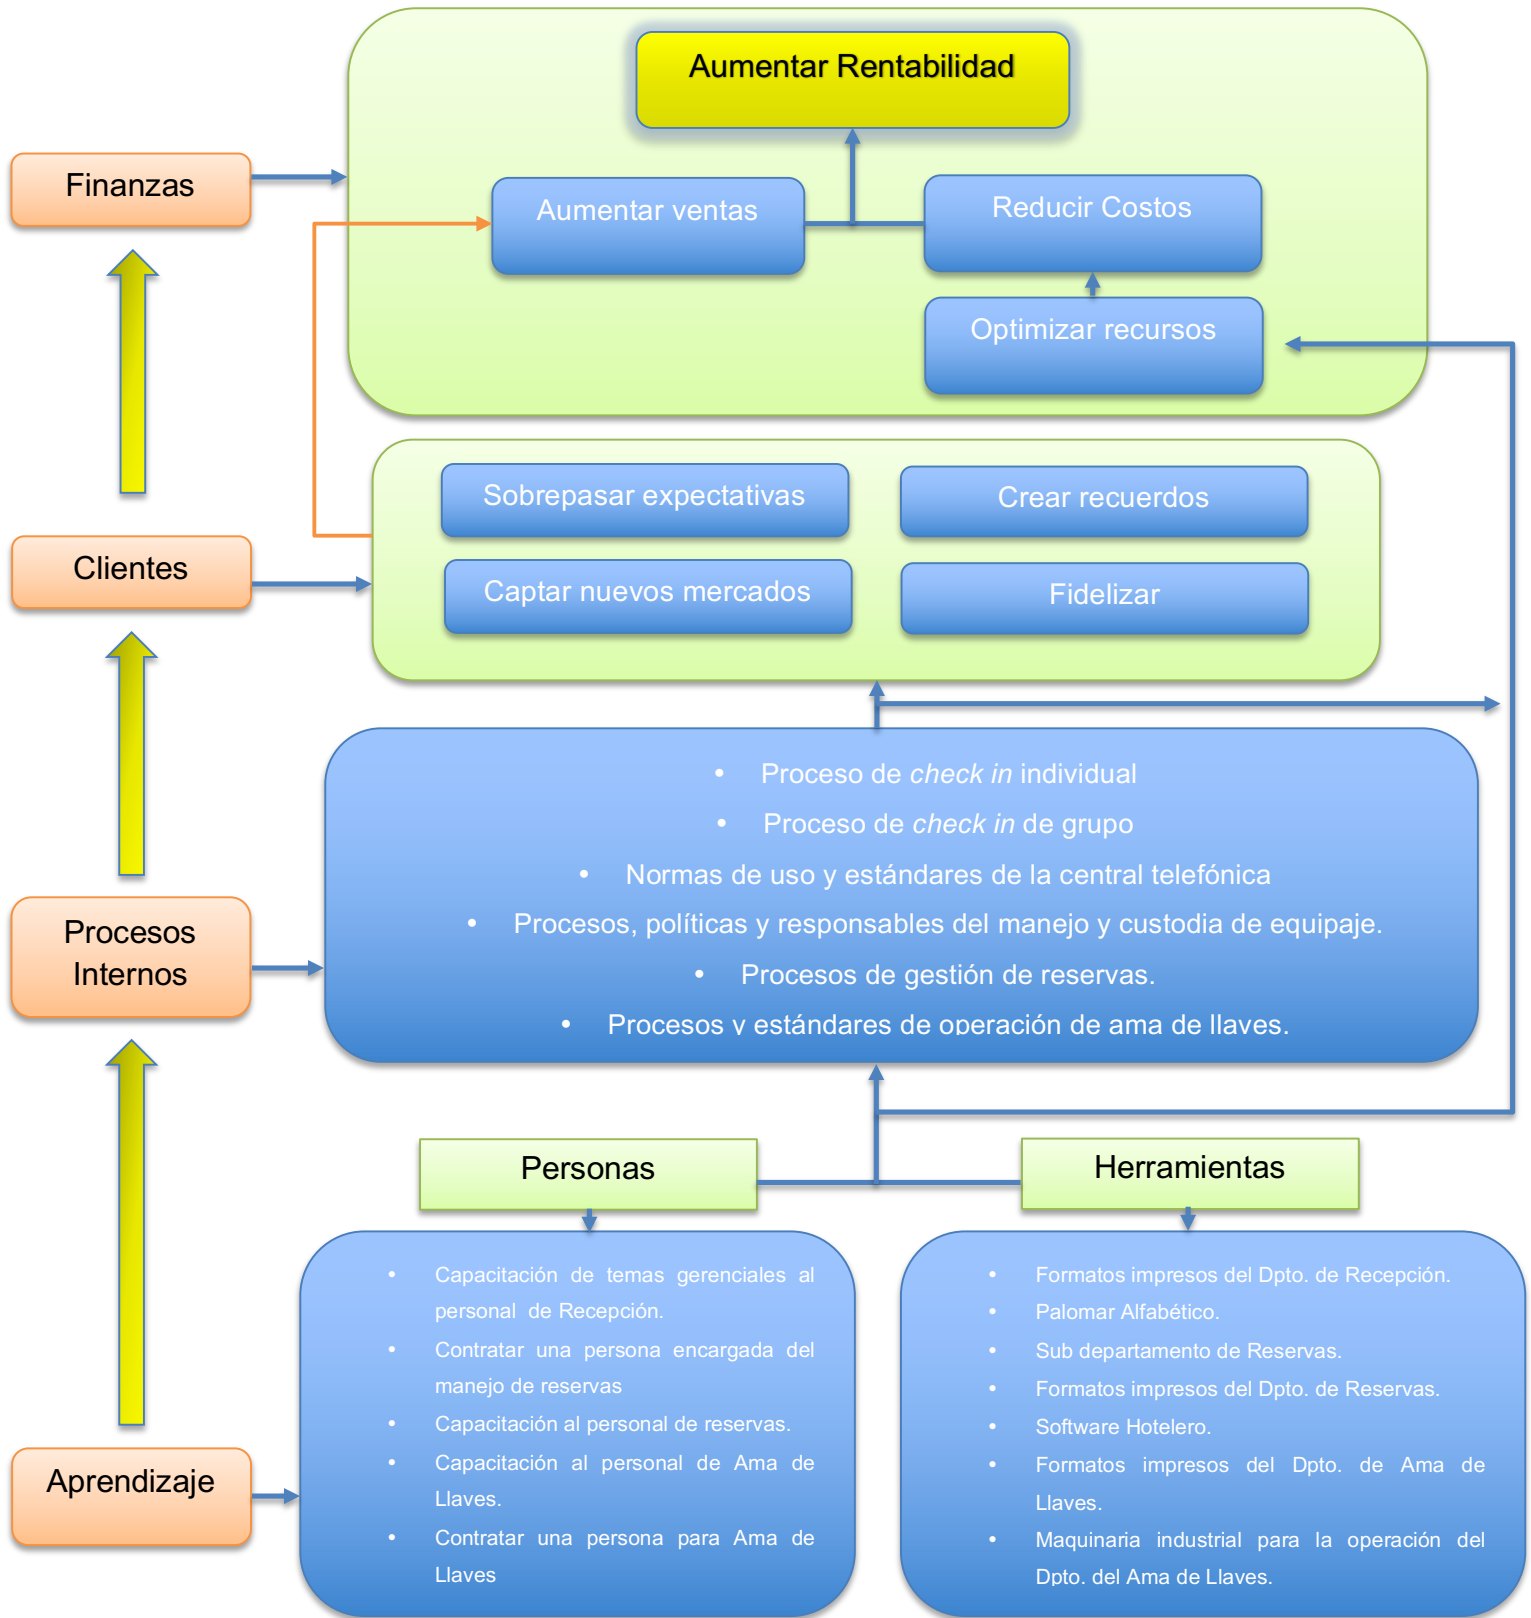 Aumentar Rentabilidad
Finanzas
Aumentar ventas
Reducir Costos
Optimizar recursos
Sobrepasar expectativas
Crear recuerdos
Clientes
Captar nuevos mercados
Fidelizar
• Proceso de check in individual
• Proceso de check in de grupo
• Normas de uso y estándares de la central telefónica
• Procesos, políticas y responsables del manejo y custodia de equipaje.
• Procesos de gestión de reservas.
• Procesos y estándares de operación de ama de llaves.
Procesos
Internos
Personas
Herramientas
• Capacitación de temas gerenciales al
personal de Recepción.
• Contratar una persona encargada del
manejo de reservas
• Capacitación al personal de reservas.
• Capacitación al personal de Ama de
Llaves.
• Contratar una persona para Ama de
Llaves
• Formatos impresos del Dpto. de Recepción.
• Palomar Alfabético.
• Sub departamento de Reservas.
• Formatos impresos del Dpto. de Reservas.
• Software Hotelero.
• Formatos impresos del Dpto. de Ama de
Llaves.
• Maquinaria industrial para la operación del
Dpto. del Ama de Llaves.
Aprendizaje